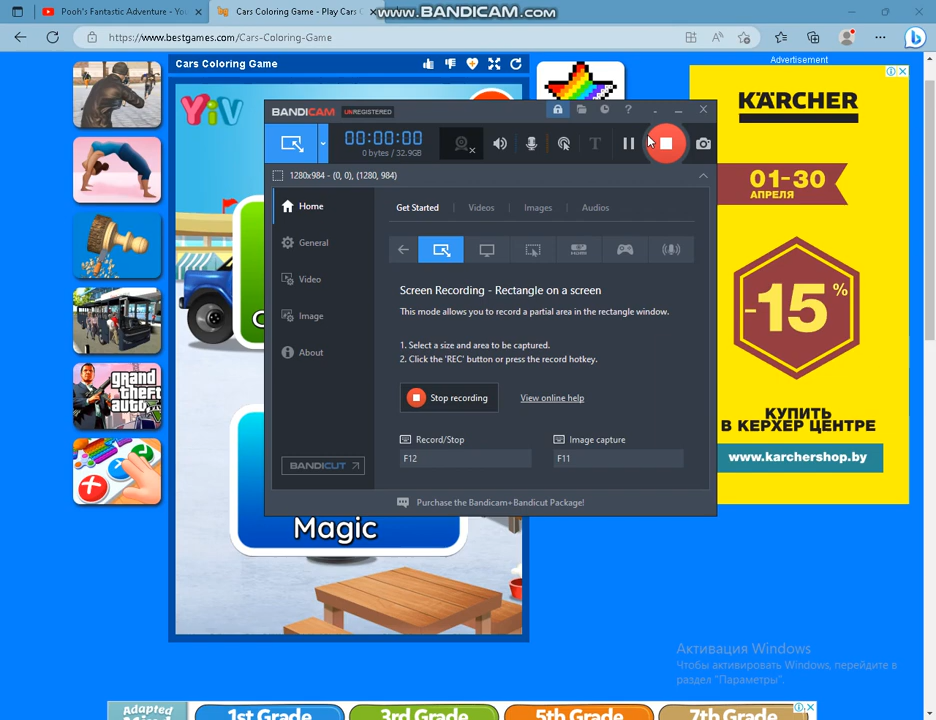 Pooh's Fantastic Adventure - Yo
Cars Coloring Game - Play Cars C
www.BANDICAM.com
https://www.bestgames.com/Cars-Coloring-Game
Cars Coloring Game
Advertisement
YiV
BANDICAM UNREGISTERED
00:00:00
0 bytes / 32.9GB
1280x984 - (0, 0), (1280, 984)
Home
General
Video
Image
About
BANDICUT
Get Started
Videos
Images
Audios
Screen Recording - Rectangle on a screen
This mode allows you to record a partial area in the rectangle window.
1. Select a size and area to be captured.
2. Click the 'REC' button or press the record hotkey.
Stop recording
View online help
Record/Stop
F12
Image capture
F11
Purchase the Bandicam+Bandicut Package!
Magic
grand
theft
auto
KÄRCHER
01-30
АПРЕЛЯ
-15%
КУПИТЬ
В КЕРХЕР ЦЕНТРЕ
www.karchershop.by
Активация Windows
Чтобы активировать Windows, перейдите в
раздел "Параметры".
Adapted
1st Grade
3rd Grade
5th Grade
7th Grade